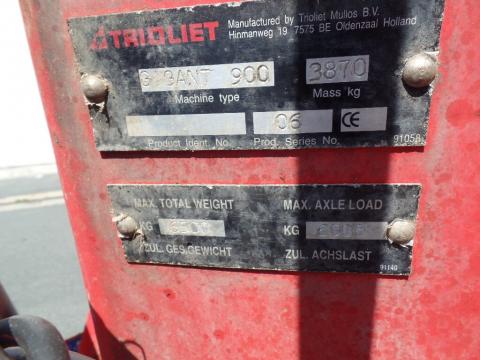 TRIOLIET
Manufactured by Trioliet Mullos B.V.
Hinmanweg 19 7575 BE Oldenzaal Holland
GIGANT 900 3870
Machine type Mass kg
06 CE
Product Ident. No. Prod. Series No. 91058
MAX. TOTAL WEIGHT MAX. AXLE LOAD
KG KG
ZUL. GES.GEWICHT ZUL. ACHSLAST
91140